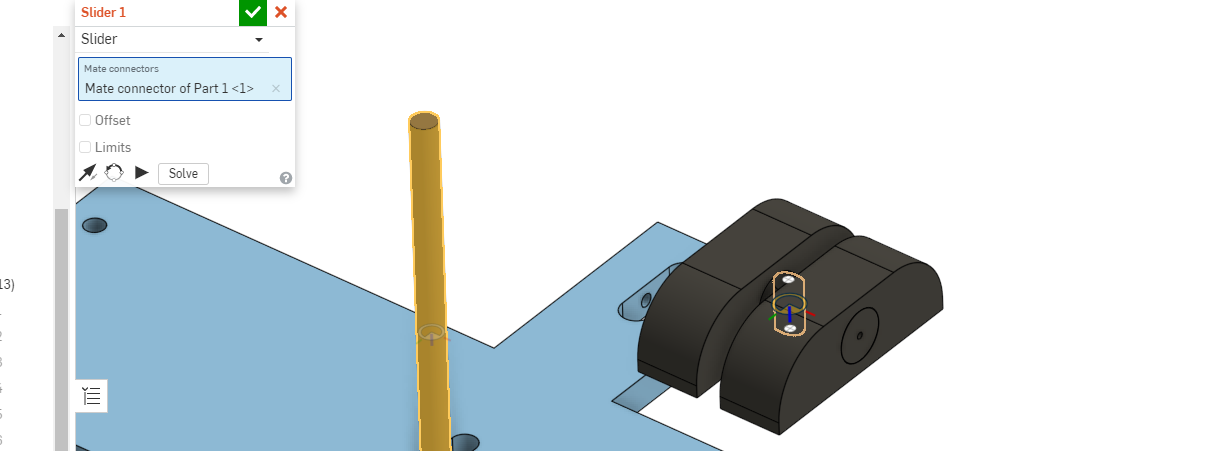 Slider 1
Slider
Mate connectors
Mate connector of Part 1 <1>
Offset
Limits
Solve
13)